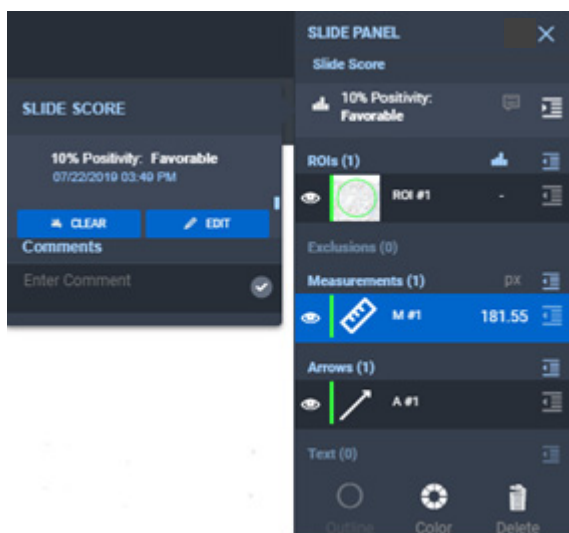 SLIDE SCORE
10% Positivity: Favorable
07/22/2019 03:49 PM
CLEAR
EDIT
Comments
Enter Comment
SLIDE PANEL
Slide Score
10% Positivity:
Favorable
ROIs (1)
ROI #1 -
Exclusions (0)
Measurements (1) px
M #1 181.55
Arrows (1)
A #1
Text (0)
Outline Color Delete